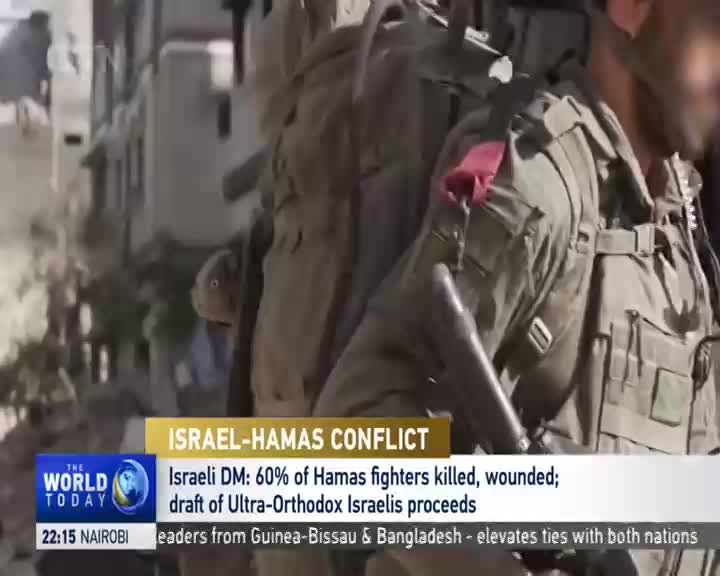 ISRAEL-HAMAS CONFLICT
THE
WORLD
TODAY
Israeli DM: 60% of Hamas fighters killed, wounded;
draft of Ultra-Orthodox Israelis proceeds
22:15 NAIROBI
eaders from Guinea-Bissau & Bangladesh - elevates ties with both nations